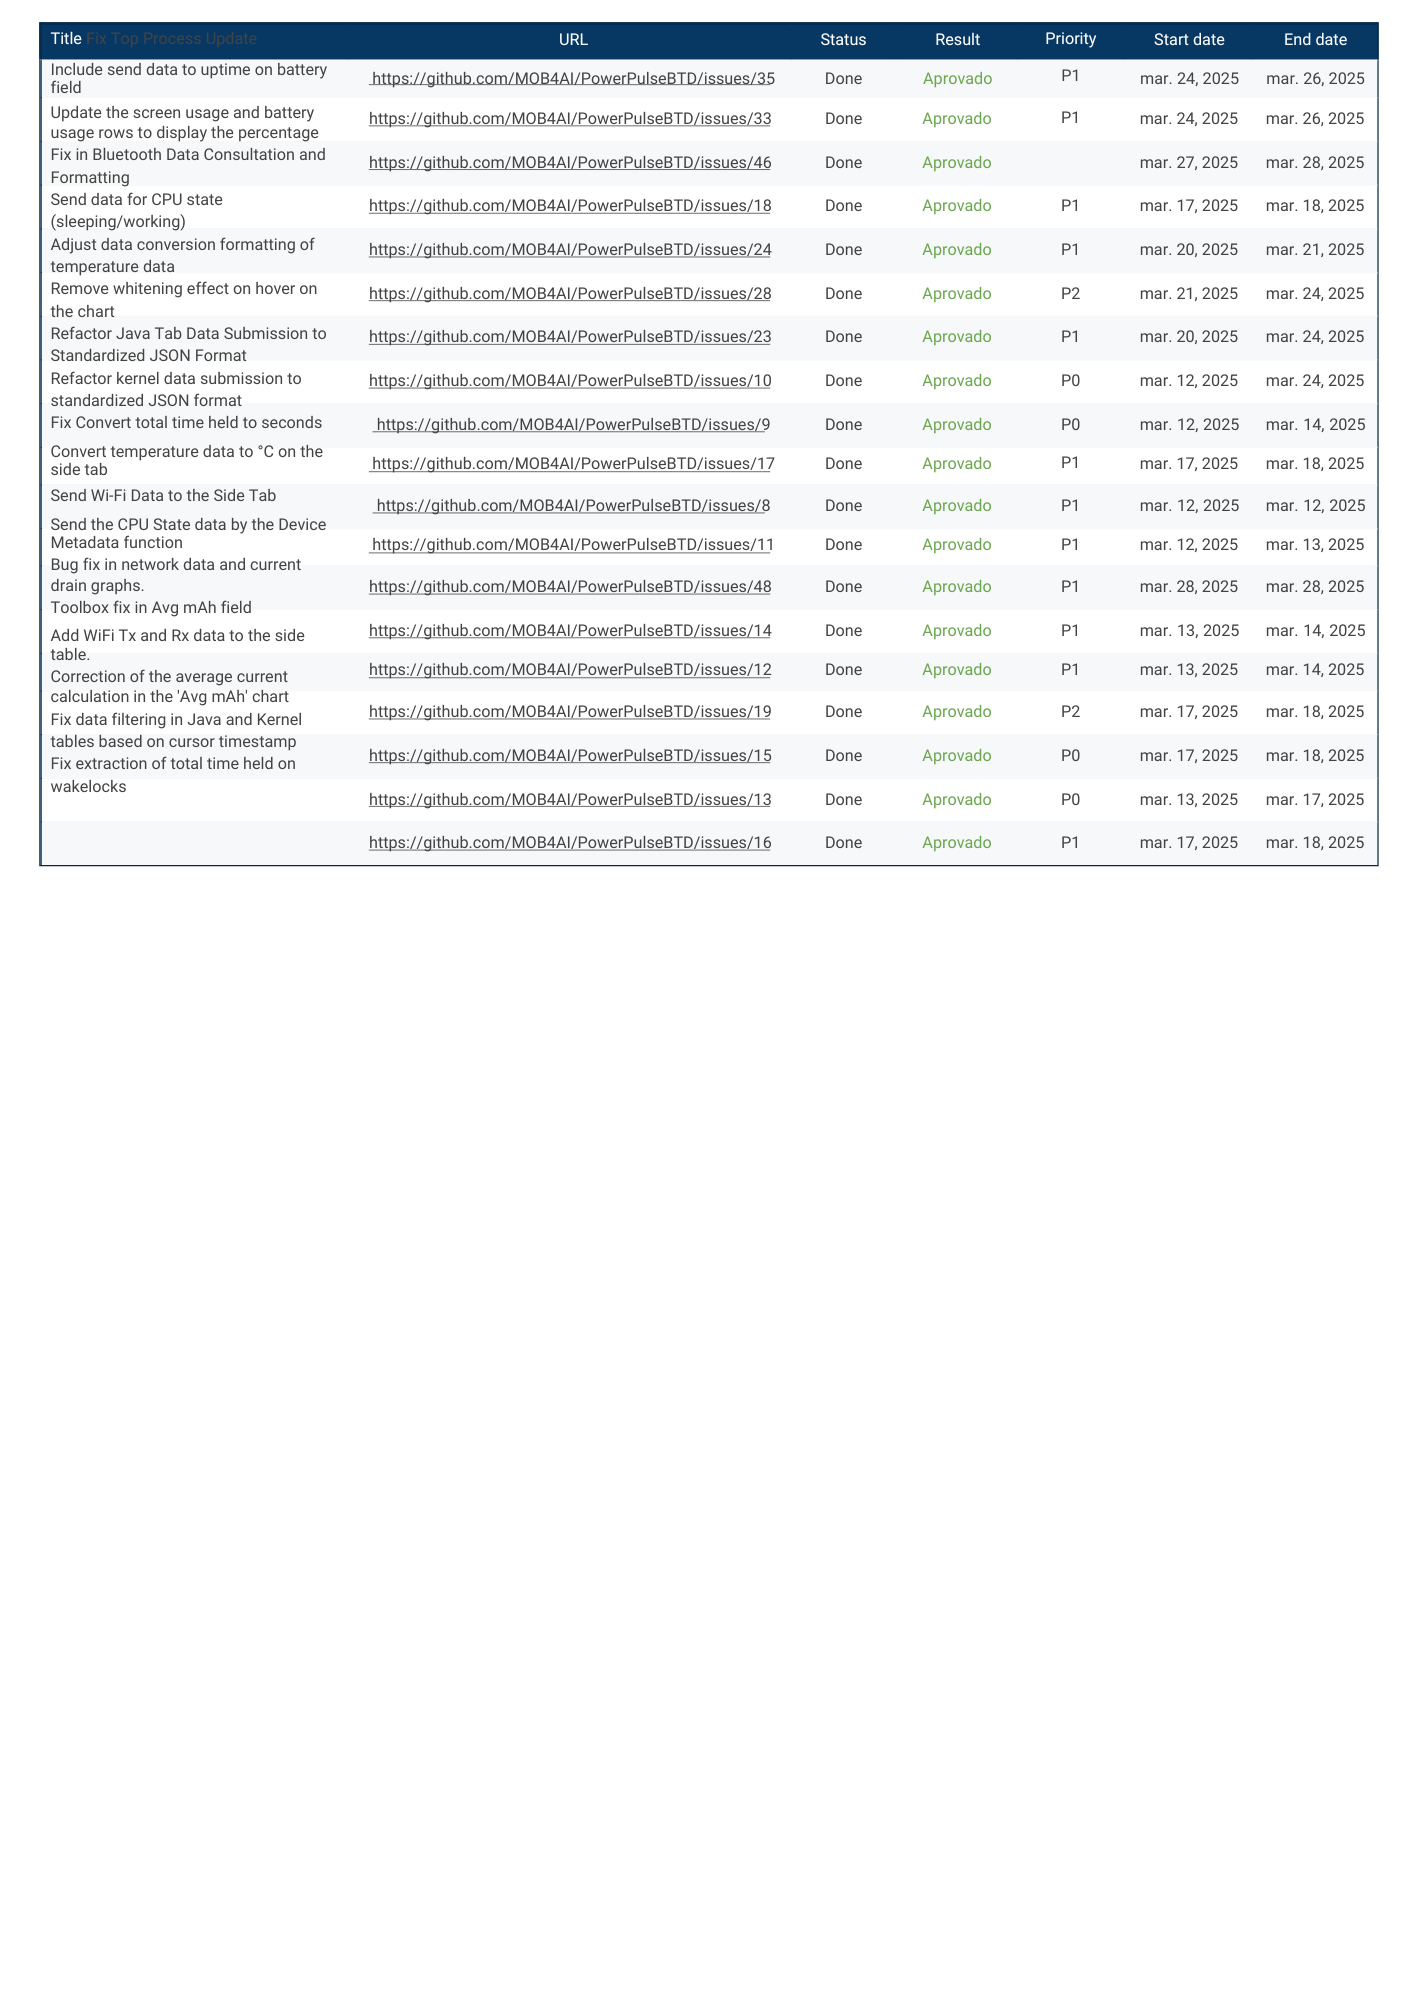 Title Fix Top Process Update URL Status Result Priority Start date End date
Include send data to uptime on battery
field
https://github.com/MOB4AI/PowerPulseBTD/issues/35 Done Aprovado P1 mar. 24, 2025 mar. 26, 2025
Update the screen usage and battery
usage rows to display the percentage
https://github.com/MOB4AI/PowerPulseBTD/issues/33 Done Aprovado P1 mar. 24, 2025 mar. 26, 2025
Fix in Bluetooth Data Consultation and
Formatting
https://github.com/MOB4AI/PowerPulseBTD/issues/46 Done Aprovado mar. 27, 2025 mar. 28, 2025
Send data for CPU state
(sleeping/working)
https://github.com/MOB4AI/PowerPulseBTD/issues/18 Done Aprovado P1 mar. 17, 2025 mar. 18, 2025
Adjust data conversion formatting of
temperature data
https://github.com/MOB4AI/PowerPulseBTD/issues/24 Done Aprovado P1 mar. 20, 2025 mar. 21, 2025
Remove whitening effect on hover on
the chart
https://github.com/MOB4AI/PowerPulseBTD/issues/28 Done Aprovado P2 mar. 21, 2025 mar. 24, 2025
Refactor Java Tab Data Submission to
Standardized JSON Format
https://github.com/MOB4AI/PowerPulseBTD/issues/23 Done Aprovado P1 mar. 20, 2025 mar. 24, 2025
Refactor kernel data submission to
standardized JSON format
https://github.com/MOB4AI/PowerPulseBTD/issues/10 Done Aprovado P0 mar. 12, 2025 mar. 24, 2025
Fix Convert total time held to seconds
https://github.com/MOB4AI/PowerPulseBTD/issues/9 Done Aprovado P0 mar. 12, 2025 mar. 14, 2025
Convert temperature data to °C on the
side tab
https://github.com/MOB4AI/PowerPulseBTD/issues/17 Done Aprovado P1 mar. 17, 2025 mar. 18, 2025
Send Wi-Fi Data to the Side Tab
https://github.com/MOB4AI/PowerPulseBTD/issues/8 Done Aprovado P1 mar. 12, 2025 mar. 12, 2025
Send the CPU State data by the Device
Metadata function
https://github.com/MOB4AI/PowerPulseBTD/issues/11 Done Aprovado P1 mar. 12, 2025 mar. 13, 2025
Bug fix in network data and current
drain graphs.
https://github.com/MOB4AI/PowerPulseBTD/issues/48 Done Aprovado P1 mar. 28, 2025 mar. 28, 2025
Toolbox fix in Avg mAh field
https://github.com/MOB4AI/PowerPulseBTD/issues/14 Done Aprovado P1 mar. 13, 2025 mar. 14, 2025
Add WiFi Tx and Rx data to the side
table.
https://github.com/MOB4AI/PowerPulseBTD/issues/12 Done Aprovado P1 mar. 13, 2025 mar. 14, 2025
Correction of the average current
calculation in the 'Avg mAh' chart
https://github.com/MOB4AI/PowerPulseBTD/issues/19 Done Aprovado P2 mar. 17, 2025 mar. 18, 2025
Fix data filtering in Java and Kernel
tables based on cursor timestamp
https://github.com/MOB4AI/PowerPulseBTD/issues/15 Done Aprovado P0 mar. 17, 2025 mar. 18, 2025
Fix extraction of total time held on
wakelocks
https://github.com/MOB4AI/PowerPulseBTD/issues/13 Done Aprovado P0 mar. 13, 2025 mar. 17, 2025
https://github.com/MOB4AI/PowerPulseBTD/issues/16 Done Aprovado P1 mar. 17, 2025 mar. 18, 2025